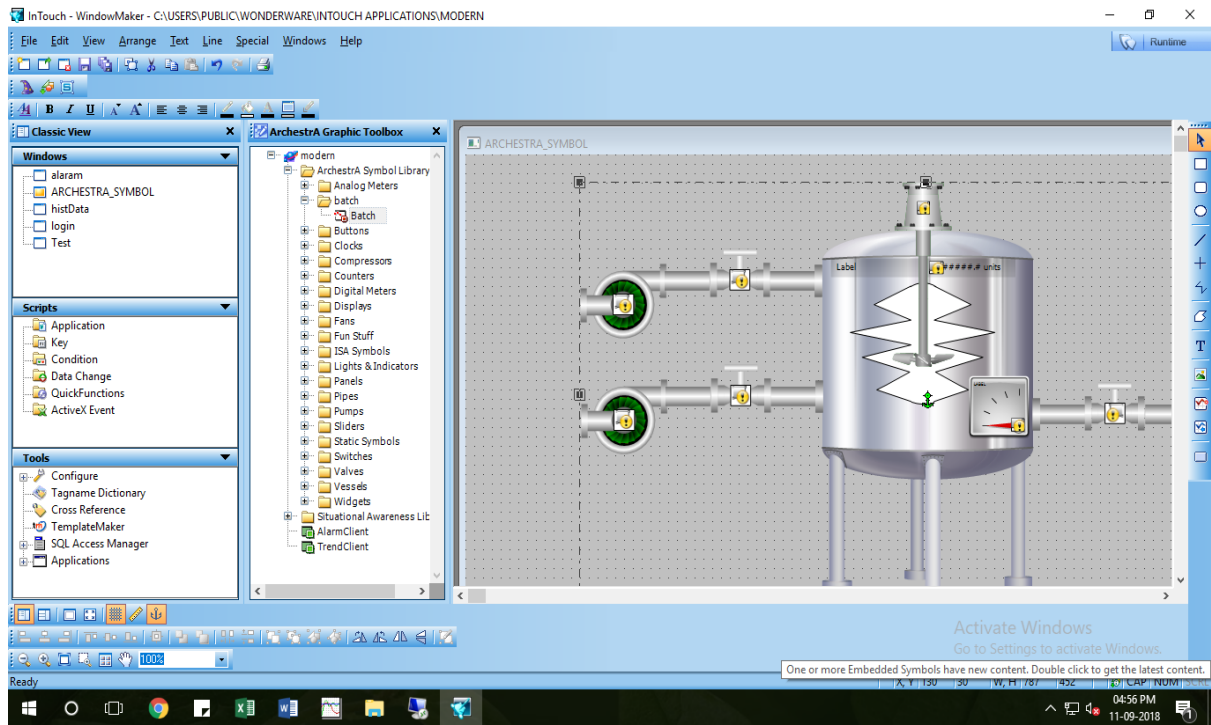 InTouch - WindowMaker - C:\USERS\PUBLIC\WONDERWARE\INTOUCH APPLICATIONS\MODERN
File Edit View Arrange Text Line Special Windows Help
Runtime
B I U A A
Classic View
Windows
alaram
ARCHESTRA_SYMBOL
histData
login
Test
Scripts
Application
Key
Condition
Data Change
QuickFunctions
ActiveX Event
Tools
Configure
Tagname Dictionary
Cross Reference
TemplateMaker
SQL Access Manager
Applications
ArchestrA Graphic Toolbox
modern
ArchestrA Symbol Library
Analog Meters
batch
Batch
Buttons
Clocks
Compressors
Counters
Digital Meters
Displays
Fans
Fun Stuff
ISA Symbols
Lights & Indicators
Panels
Pipes
Pumps
Sliders
Static Symbols
Switches
Valves
Vessels
Widgets
Situational Awareness Lib
AlarmClient
TrendClient
ARCHESTRA_SYMBOL
Label #####.# units
T
100%
Activate Windows
Go to Settings to activate Windows.
One or more Embedded Symbols have new content. Double click to get the latest content.
Ready
X, Y 130 30 W, H 787 452 CAP NUM SCRL
04:56 PM
11-09-2018